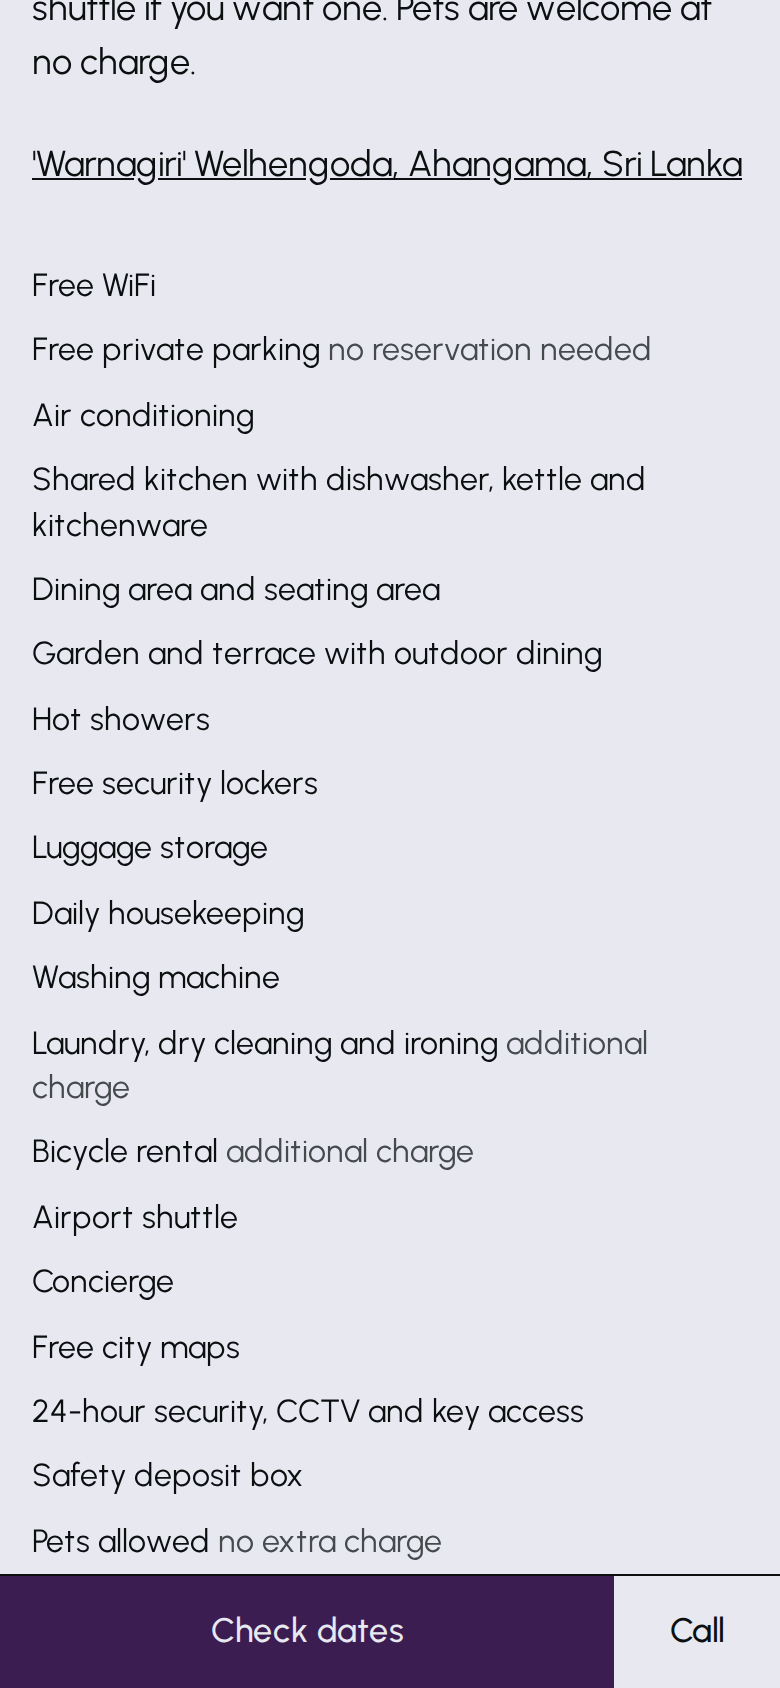 shuttle if you want one. Pets are welcome at
no charge.
'Warnagiri' Welhengoda, Ahangama, Sri Lanka
Free WiFi
Free private parking no reservation needed
Air conditioning
Shared kitchen with dishwasher, kettle and
kitchenware
Dining area and seating area
Garden and terrace with outdoor dining
Hot showers
Free security lockers
Luggage storage
Daily housekeeping
Washing machine
Laundry, dry cleaning and ironing additional
charge
Bicycle rental additional charge
Airport shuttle
Concierge
Free city maps
24-hour security, CCTV and key access
Safety deposit box
Pets allowed no extra charge
Check dates
Call